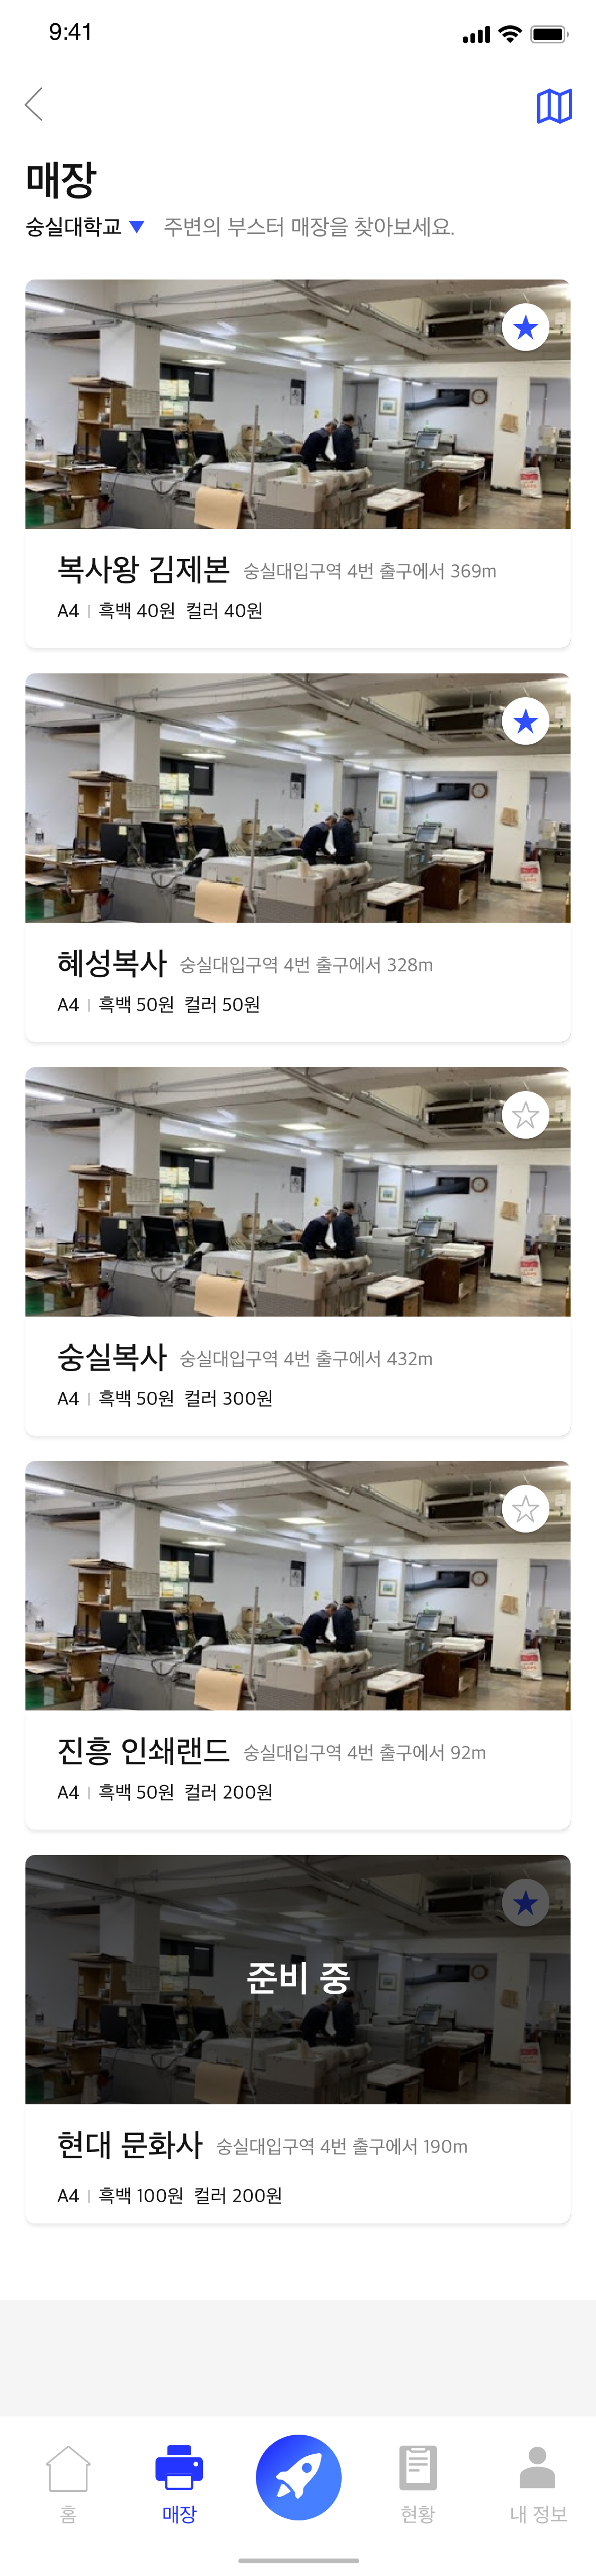 9:41
매장
숭실대학교 ▼ 주변의 부스터 매장을 찾아보세요.
복사왕 김제본 숭실대입구역 4번 출구에서 369m
A4 | 흑백 40원 컬러 40원
혜성복사 숭실대입구역 4번 출구에서 328m
A4 | 흑백 50원 컬러 50원
숭실복사 숭실대입구역 4번 출구에서 432m
A4 | 흑백 50원 컬러 300원
진흥 인쇄랜드 숭실대입구역 4번 출구에서 92m
A4 | 흑백 50원 컬러 200원
준비 중
현대 문화사 숭실대입구역 4번 출구에서 190m
A4 | 흑백 100원 컬러 200원
홈 매장 현황 내 정보